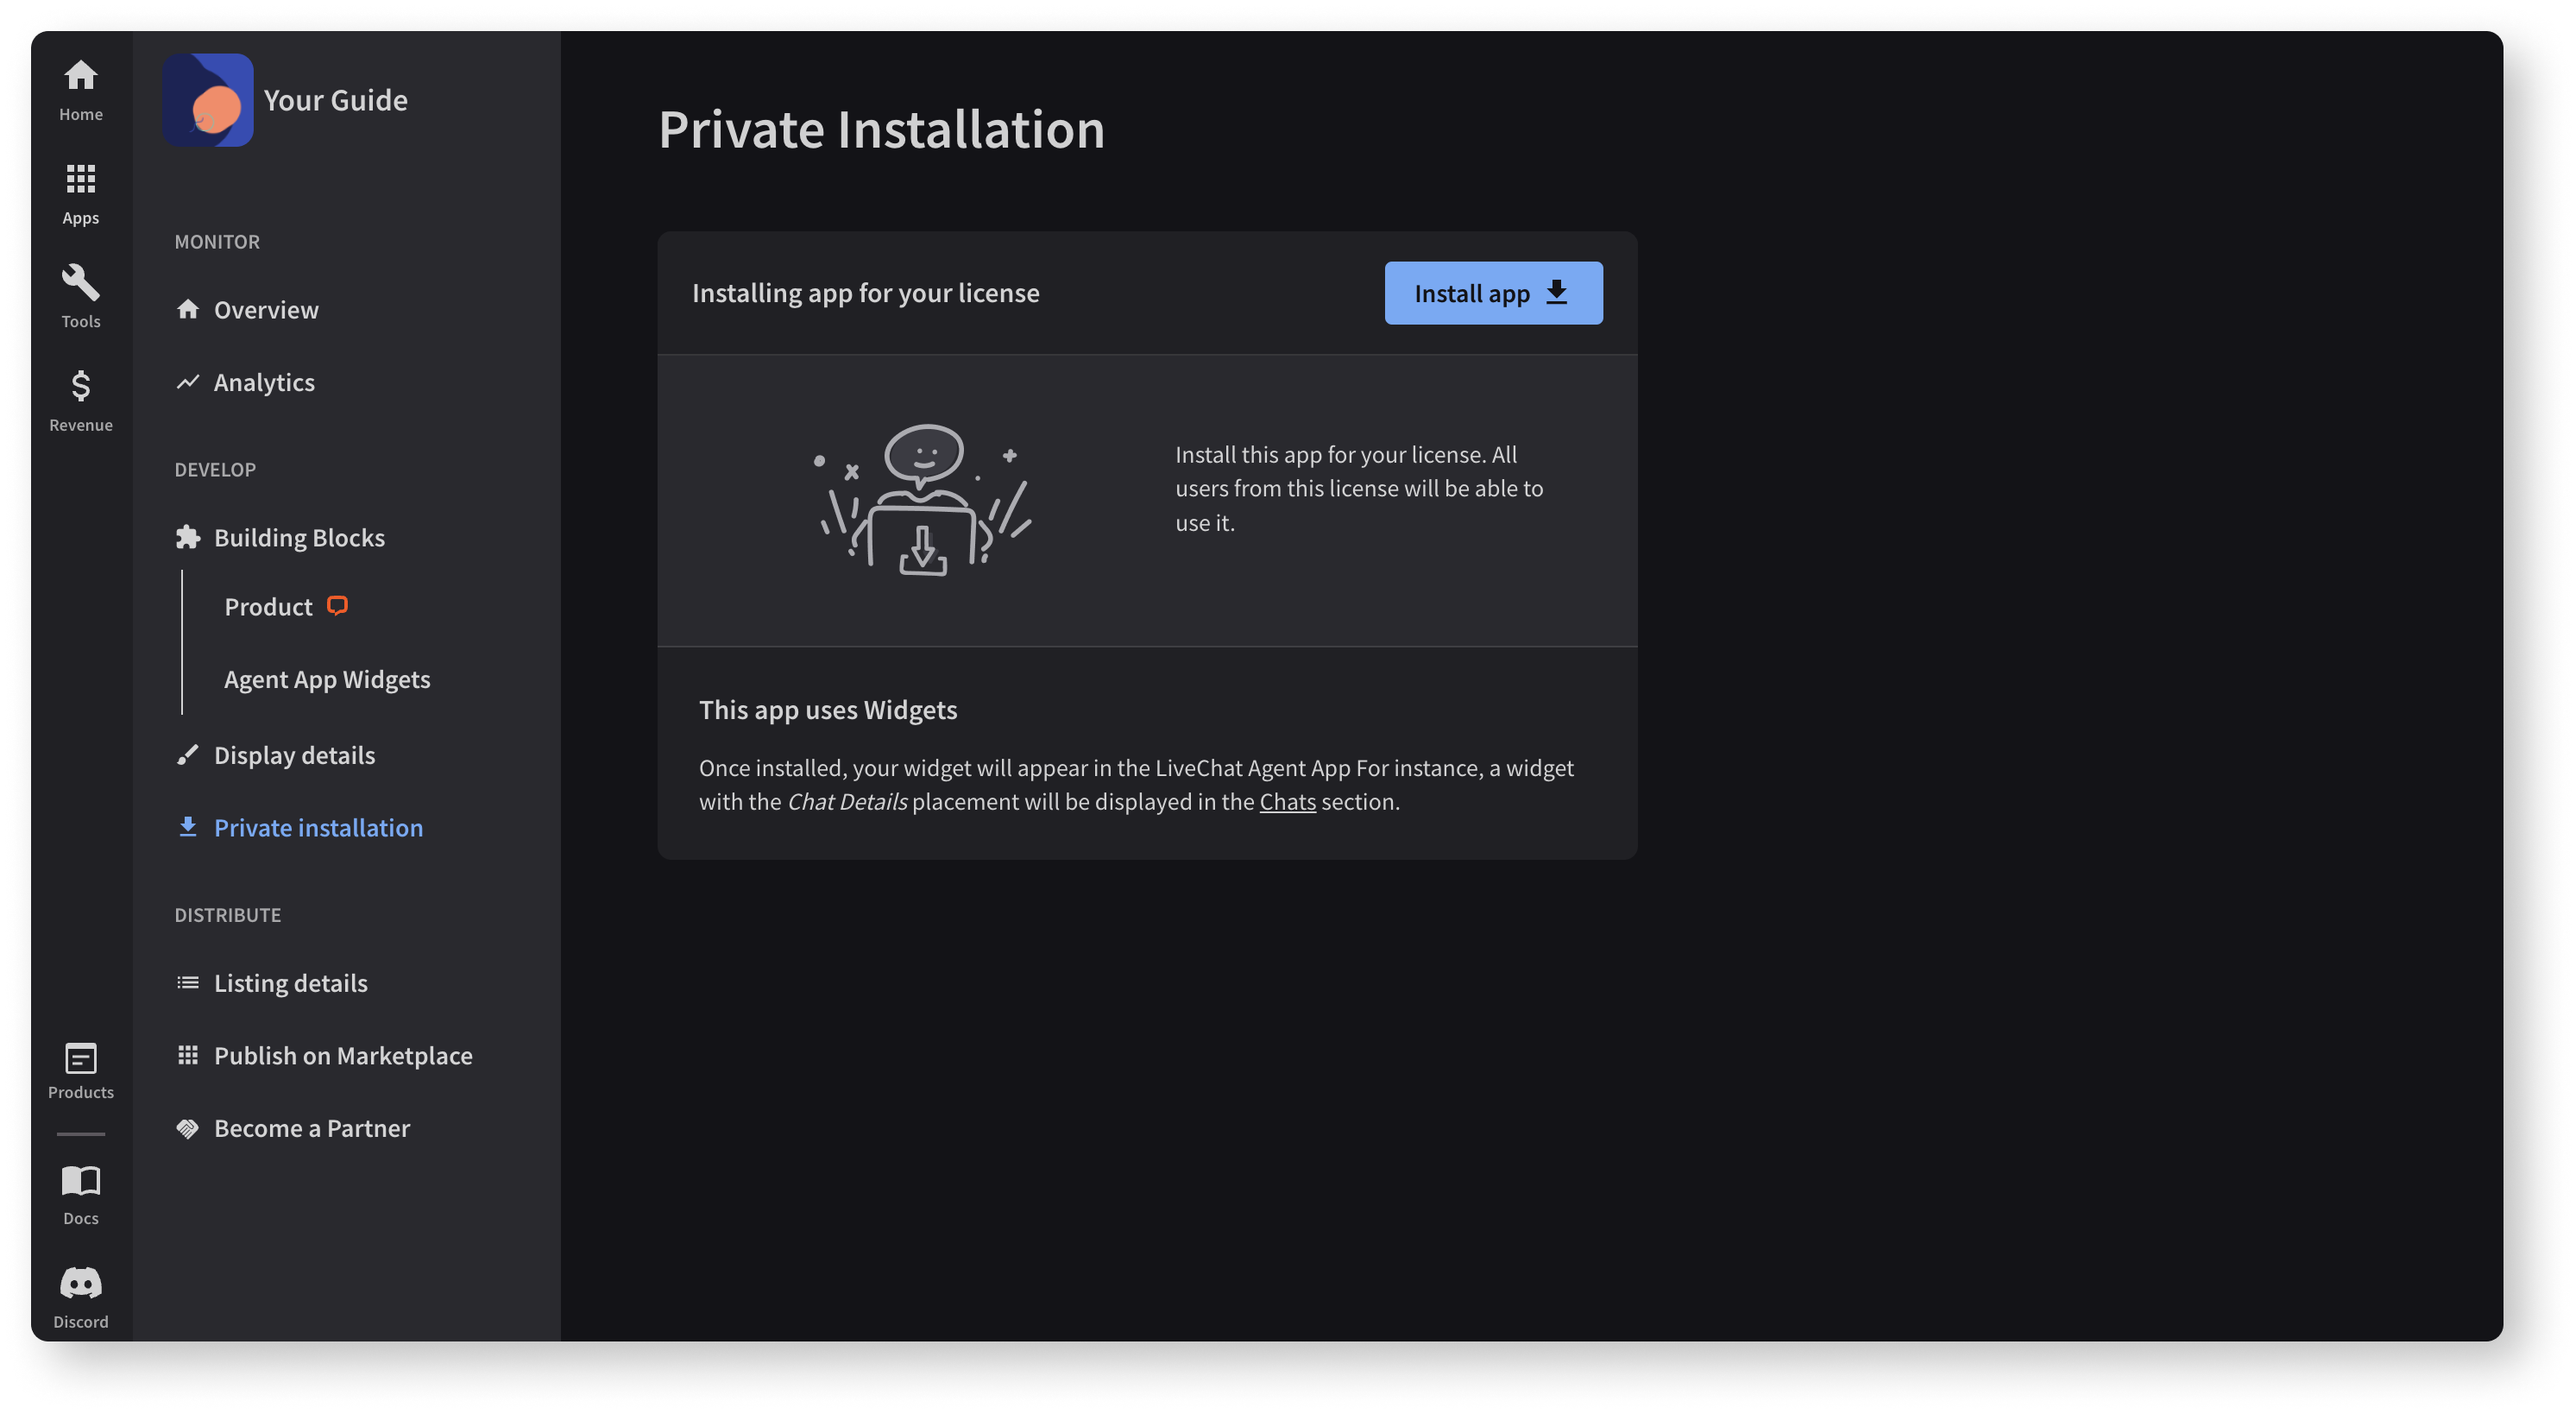 Home
Apps
Tools
Revenue
Products
Docs
Discord
Your Guide
MONITOR
Overview
Analytics
DEVELOP
Building Blocks
Product
Agent App Widgets
Display details
Private installation
DISTRIBUTE
Listing details
Publish on Marketplace
Become a Partner
Private Installation
Installing app for your license
Install app
Install this app for your license. All
users from this license will be able to
use it.
This app uses Widgets
Once installed, your widget will appear in the LiveChat Agent App For instance, a widget
with the Chat Details placement will be displayed in the Chats section.